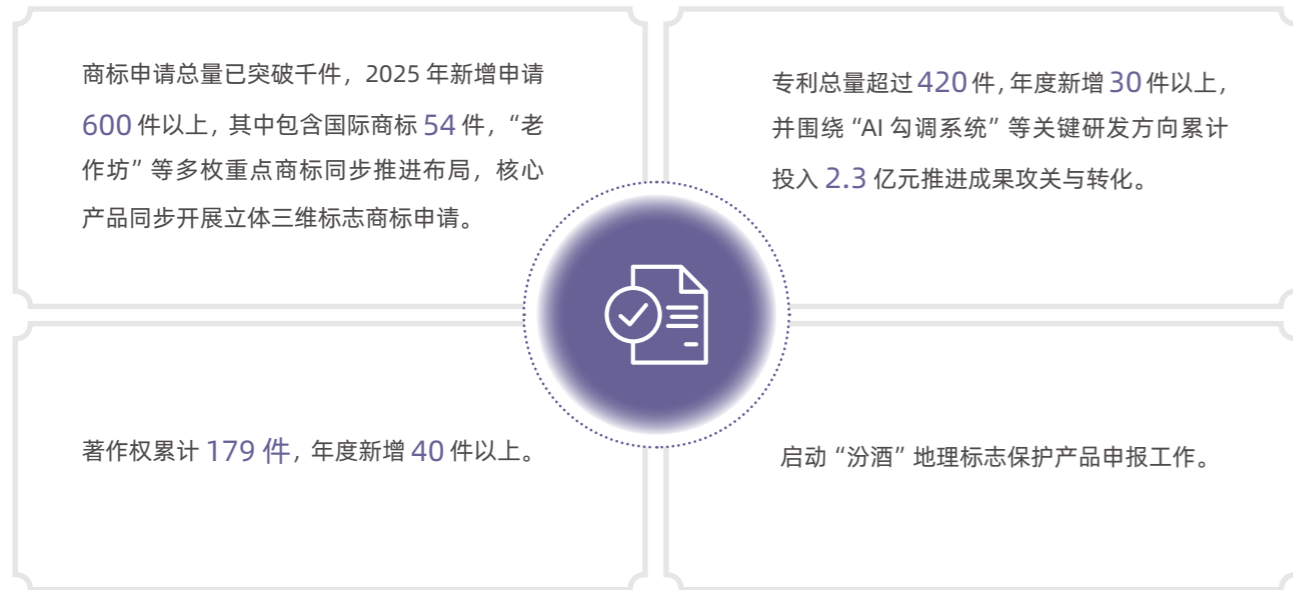 商标申请总量已突破千件，2025 年新增申请
600 件以上，其中包含国际商标 54 件，“老
作坊”等多枚重点商标同步推进布局，核心
产品同步开展立体三维标志商标申请。
专利总量超过 420 件，年度新增 30 件以上，
并围绕“AI 勾调系统”等关键研发方向累计
投入 2.3 亿元推进成果攻关与转化。
著作权累计 179 件，年度新增 40 件以上。
启动“汾酒”地理标志保护产品申报工作。